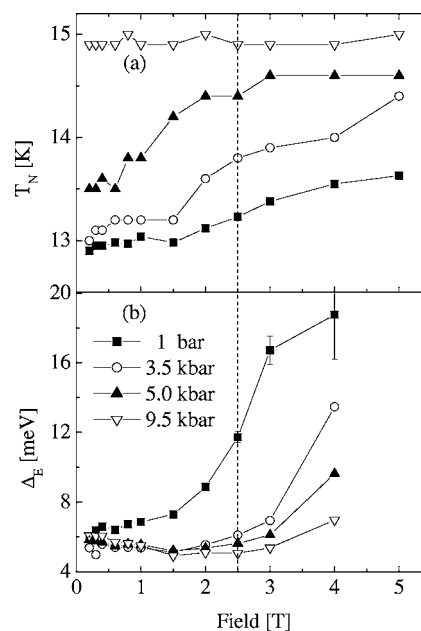 15
(a)
14
T_N [K]
13
20
(b)
1 bar
3.5 kbar
5.0 kbar
9.5 kbar
16
12
Δ_E [meV]
8
4
0 1 2 3 4 5
Field [T]